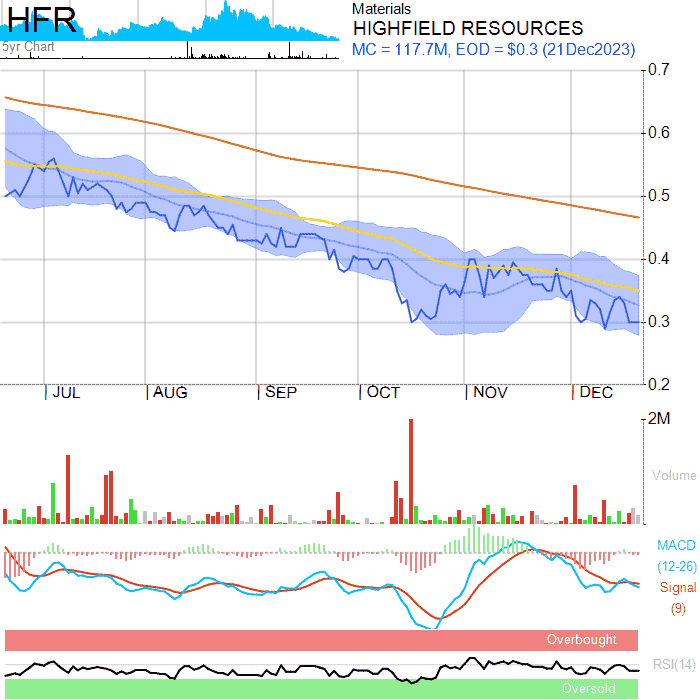 HFR
5yr Chart
Materials
HIGHFIELD RESOURCES
MC = 117.7M, EOD = $0.3 (21Dec2023)
0.7
0.6
0.5
0.4
0.3
0.2
JUL AUG SEP OCT NOV DEC
2M
Volume
MACD
(12-26)
Signal
(9)
Overbought
RSI(14)
Oversold